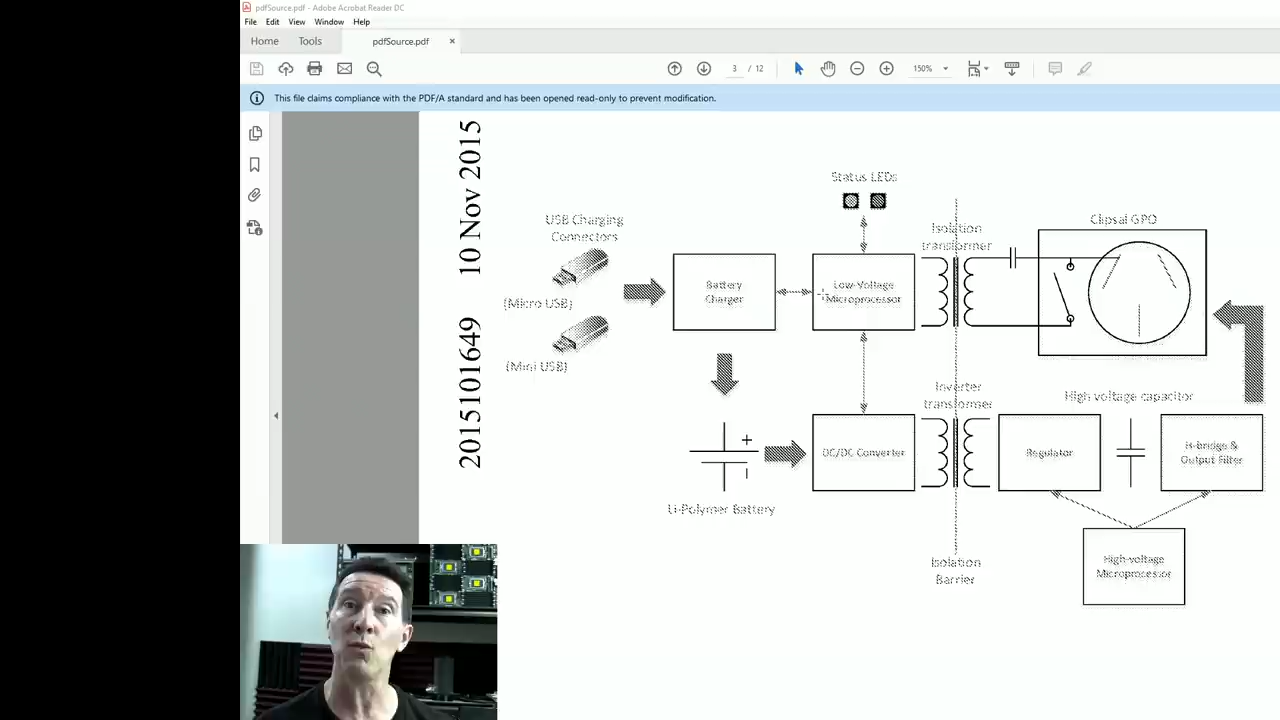 pdfSource.pdf - Adobe Acrobat Reader DC
File Edit View Window Help
Home Tools pdfSource.pdf ×
3 / 12 150%
This file claims compliance with the PDF/A standard and has been opened read-only to prevent modification.
2015101649 10 Nov 2015
Status LEDs
USB Charging
Connectors
(Micro USB)
(Mini USB)
Battery
Charger
Low-Voltage
Microprocessor
Isolation
transformer
Clipsal GPO
+
Li-Polymer Battery
DC/DC Converter
Inverter
transformer
High voltage capacitor
Regulator
H-bridge &
Output Filter
Isolation
Barrier
High-voltage
Microprocessor